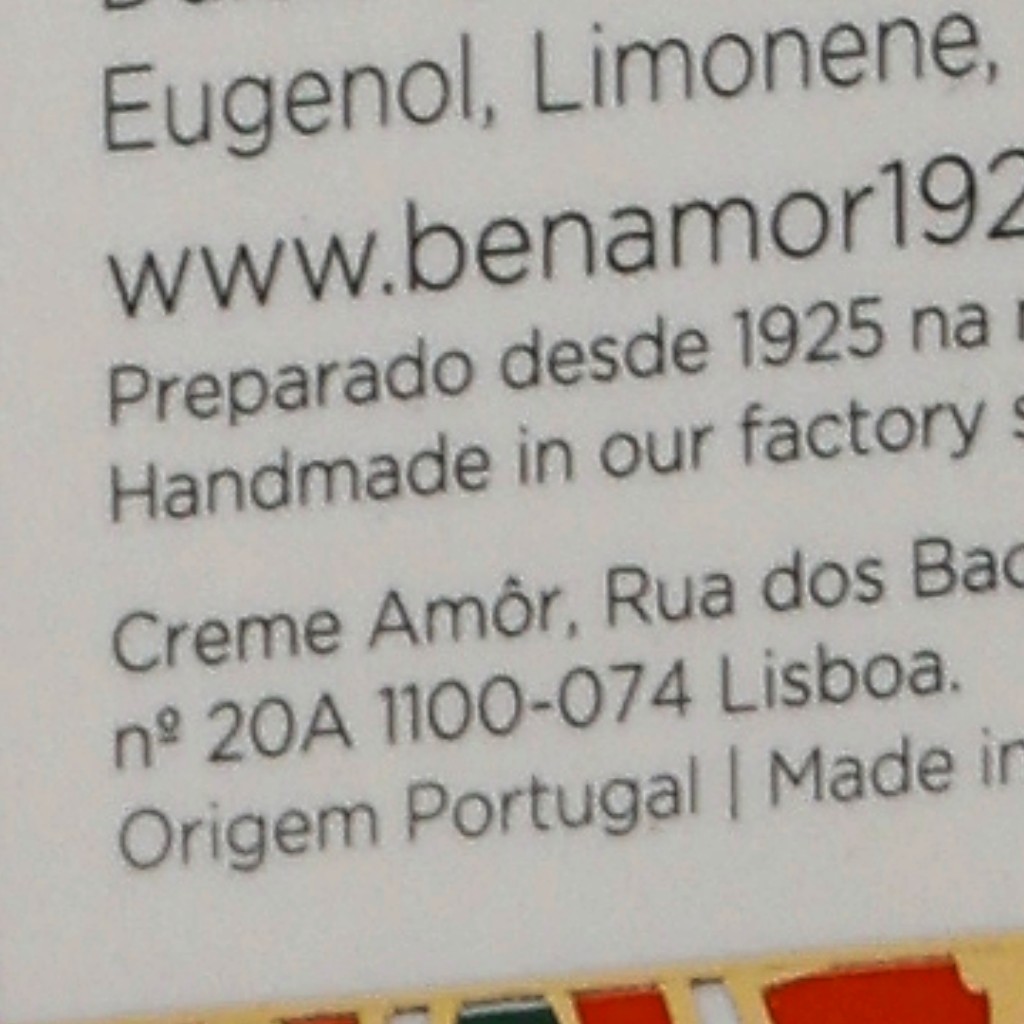 Eugenol, Limonene,
www.benamor192
Preparado desde 1925 na
Handmade in our factory
Creme Amôr, Rua dos Bac
nº 20A 1100-074 Lisboa.
Origem Portugal | Made in